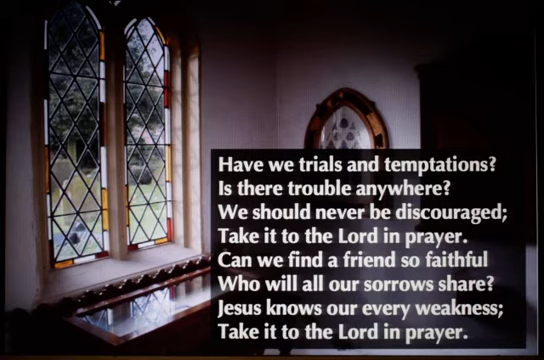 Have we trials and temptations?
Is there trouble anywhere?
We should never be discouraged;
Take it to the Lord in prayer.
Can we find a friend so faithful
Who will all our sorrows share?
Jesus knows our every weakness;
Take it to the Lord in prayer.